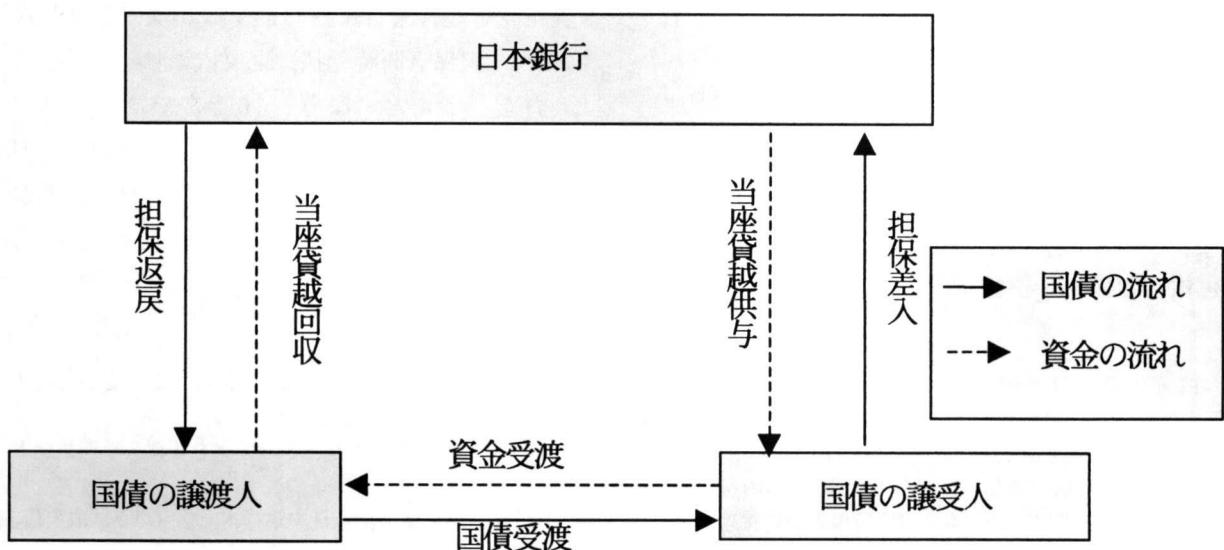 日本銀行
担保返戻
当座貸越回収
当座貸越供与
担保差入
国債の流れ
資金の流れ
資金受渡
国債の譲渡人
国債の譲受人
国債受渡